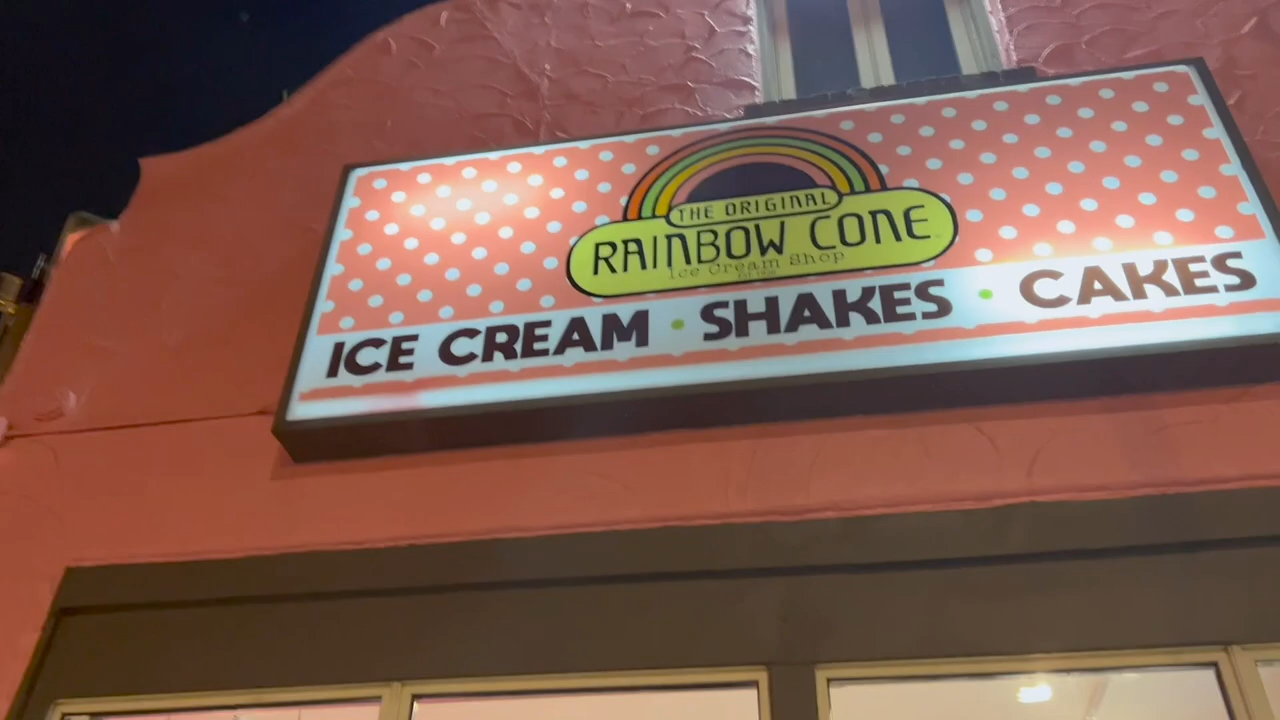 THE ORIGINAL
RAINBOW CONE
Ice Cream Shop
ICE CREAM • SHAKES • CAKES